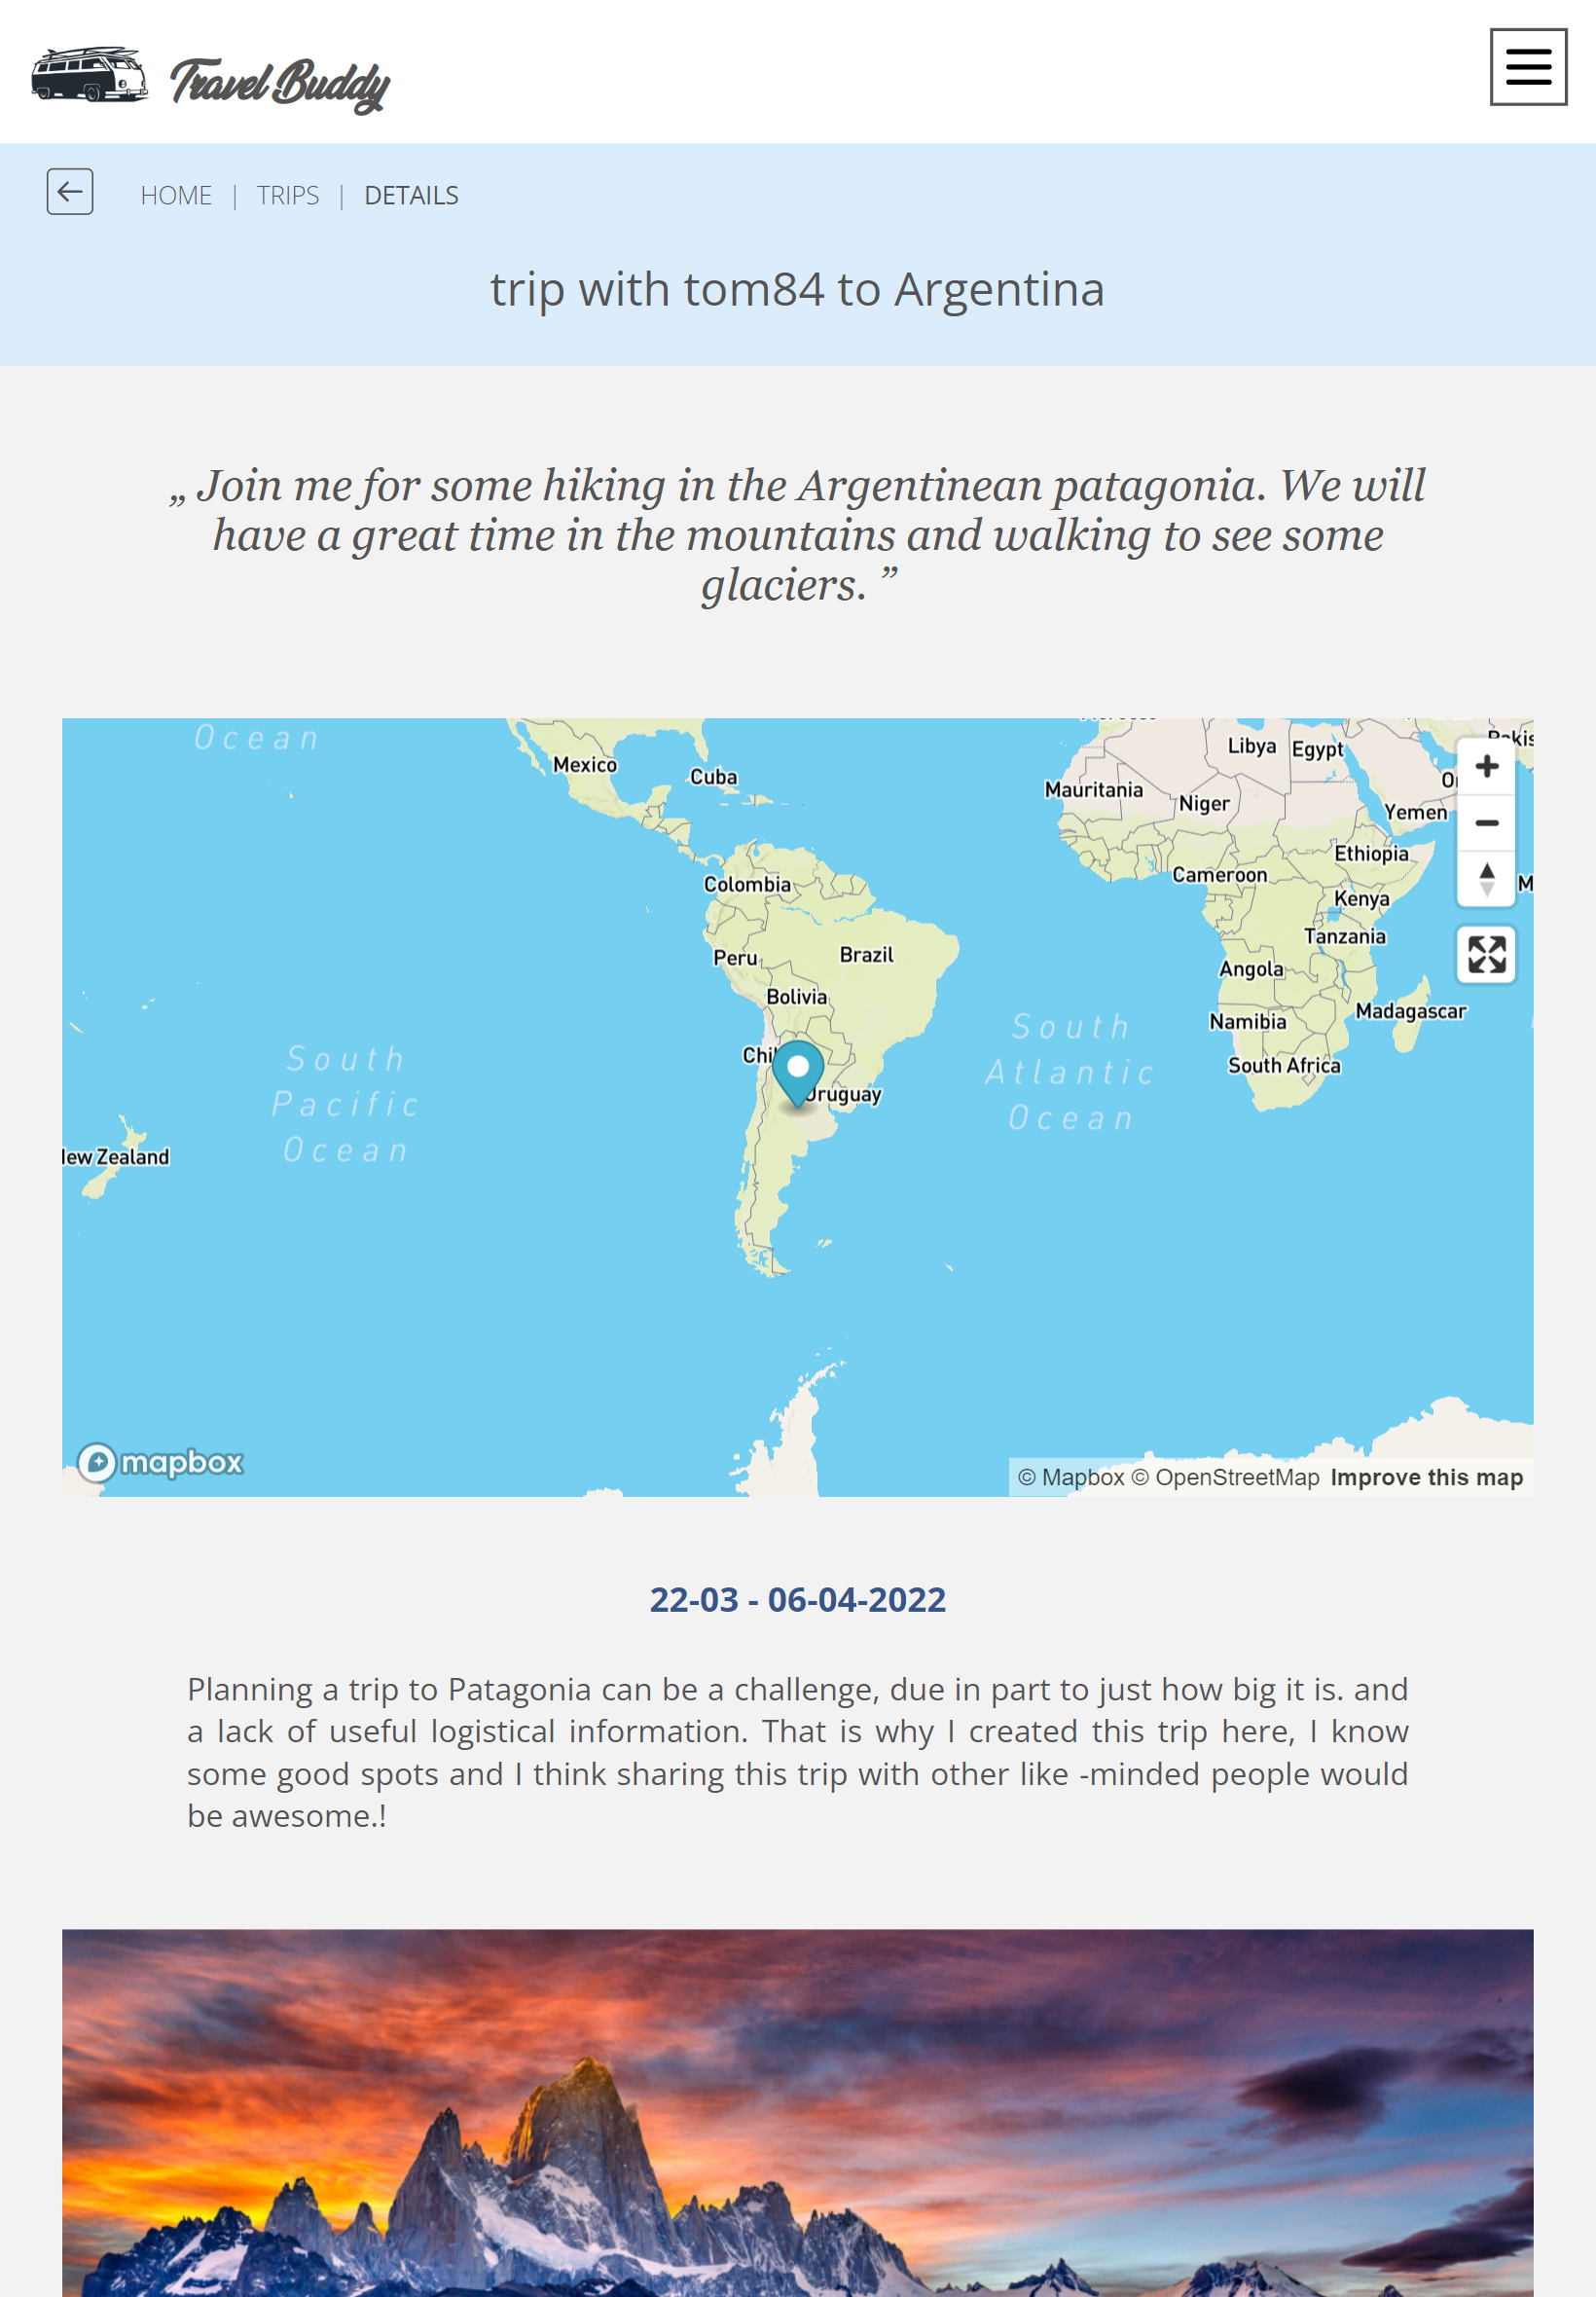 Travel Buddy
HOME | TRIPS | DETAILS
trip with tom84 to Argentina
„ Join me for some hiking in the Argentinean patagonia. We will
have a great time in the mountains and walking to see some
glaciers. ”
Ocean
Mexico
Cuba
Libya
Egypt
Mauritania
Niger
Yemen
Ethiopia
Colombia
Cameroon
Kenya
Tanzania
Peru
Brazil
Angola
Bolivia
Madagascar
Namibia
South
Atlantic
Ocean
South
Pacific
Ocean
South Africa
Uruguay
ew Zealand
mapbox
© Mapbox © OpenStreetMap Improve this map
22-03 - 06-04-2022
Planning a trip to Patagonia can be a challenge, due in part to just how big it is. and
a lack of useful logistical information. That is why I created this trip here, I know
some good spots and I think sharing this trip with other like -minded people would
be awesome.!